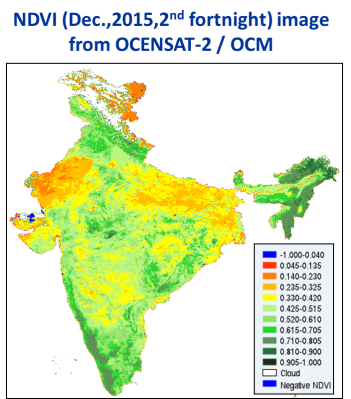 NDVI (Dec.,2015,2nd fortnight) image
from OCENSAT-2 / OCM
-1.000-0.040
0.045-0.135
0.140-0.230
0.235-0.325
0.330-0.420
0.425-0.515
0.520-0.610
0.615-0.705
0.710-0.805
0.810-0.900
0.905-1.000
Cloud
Negative NDVI